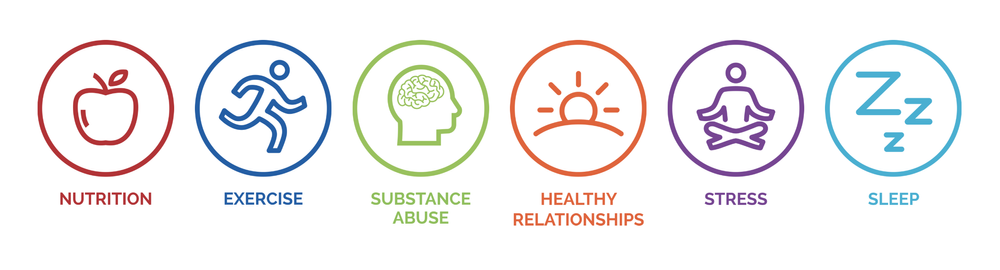 NUTRITION
EXERCISE
SUBSTANCE
ABUSE
HEALTHY
RELATIONSHIPS
STRESS
SLEEP
Z
Z
Z